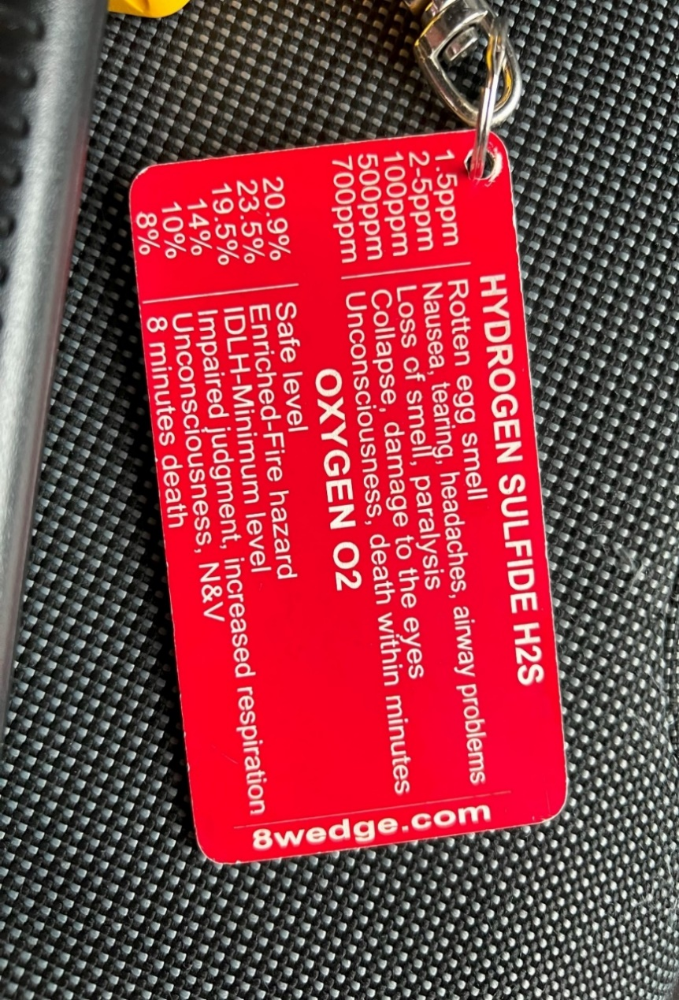 HYDROGEN SULFIDE H2S
1.5ppm Rotten egg smell
2-5ppm Nausea, tearing, headaches, airway problems
100ppm Loss of smell, paralysis
500ppm Collapse, damage to the eyes
700ppm Unconsciousness, death within minutes
OXYGEN O2
20.9% Safe level
23.5% Enriched-Fire hazard
19.5% IDLH-Minimum level
14% Impaired judgment, increased respiration
10% Unconsciousness, N&V
8% 8 minutes death
8wedge.com